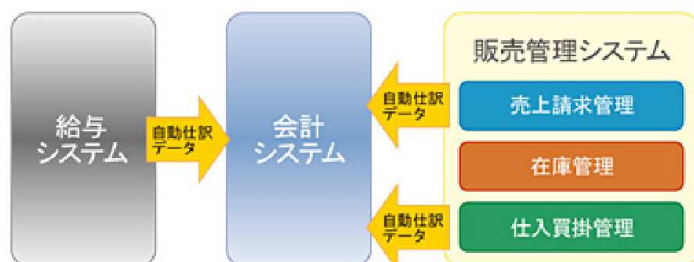 給与
システム
自動仕訳
データ
会計
システム
自動仕訳
データ
自動仕訳
データ
販売管理システム
売上請求管理
在庫管理
仕入買掛管理